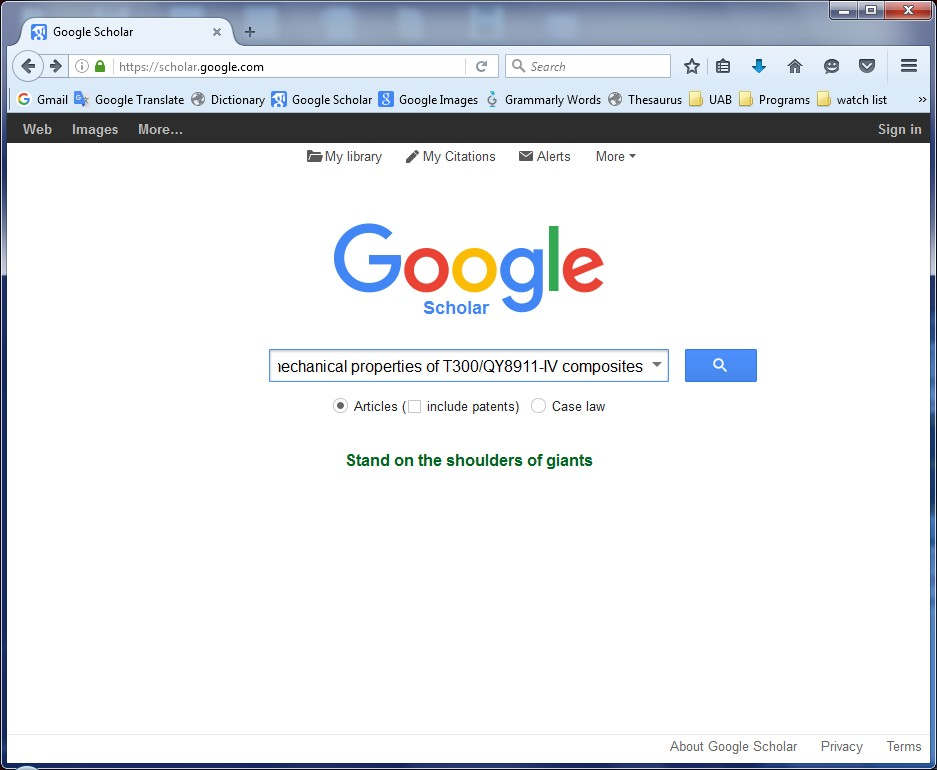 Google Scholar
https://scholar.google.com
Search
Gmail Google Translate Dictionary Google Scholar Google Images Grammarly Words Thesaurus UAB Programs watch list »
Web Images More... Sign in
My library My Citations Alerts More
Google
Scholar
mechanical properties of T300/QY8911-IV composites
Articles ( include patents) Case law
Stand on the shoulders of giants
About Google Scholar Privacy Terms